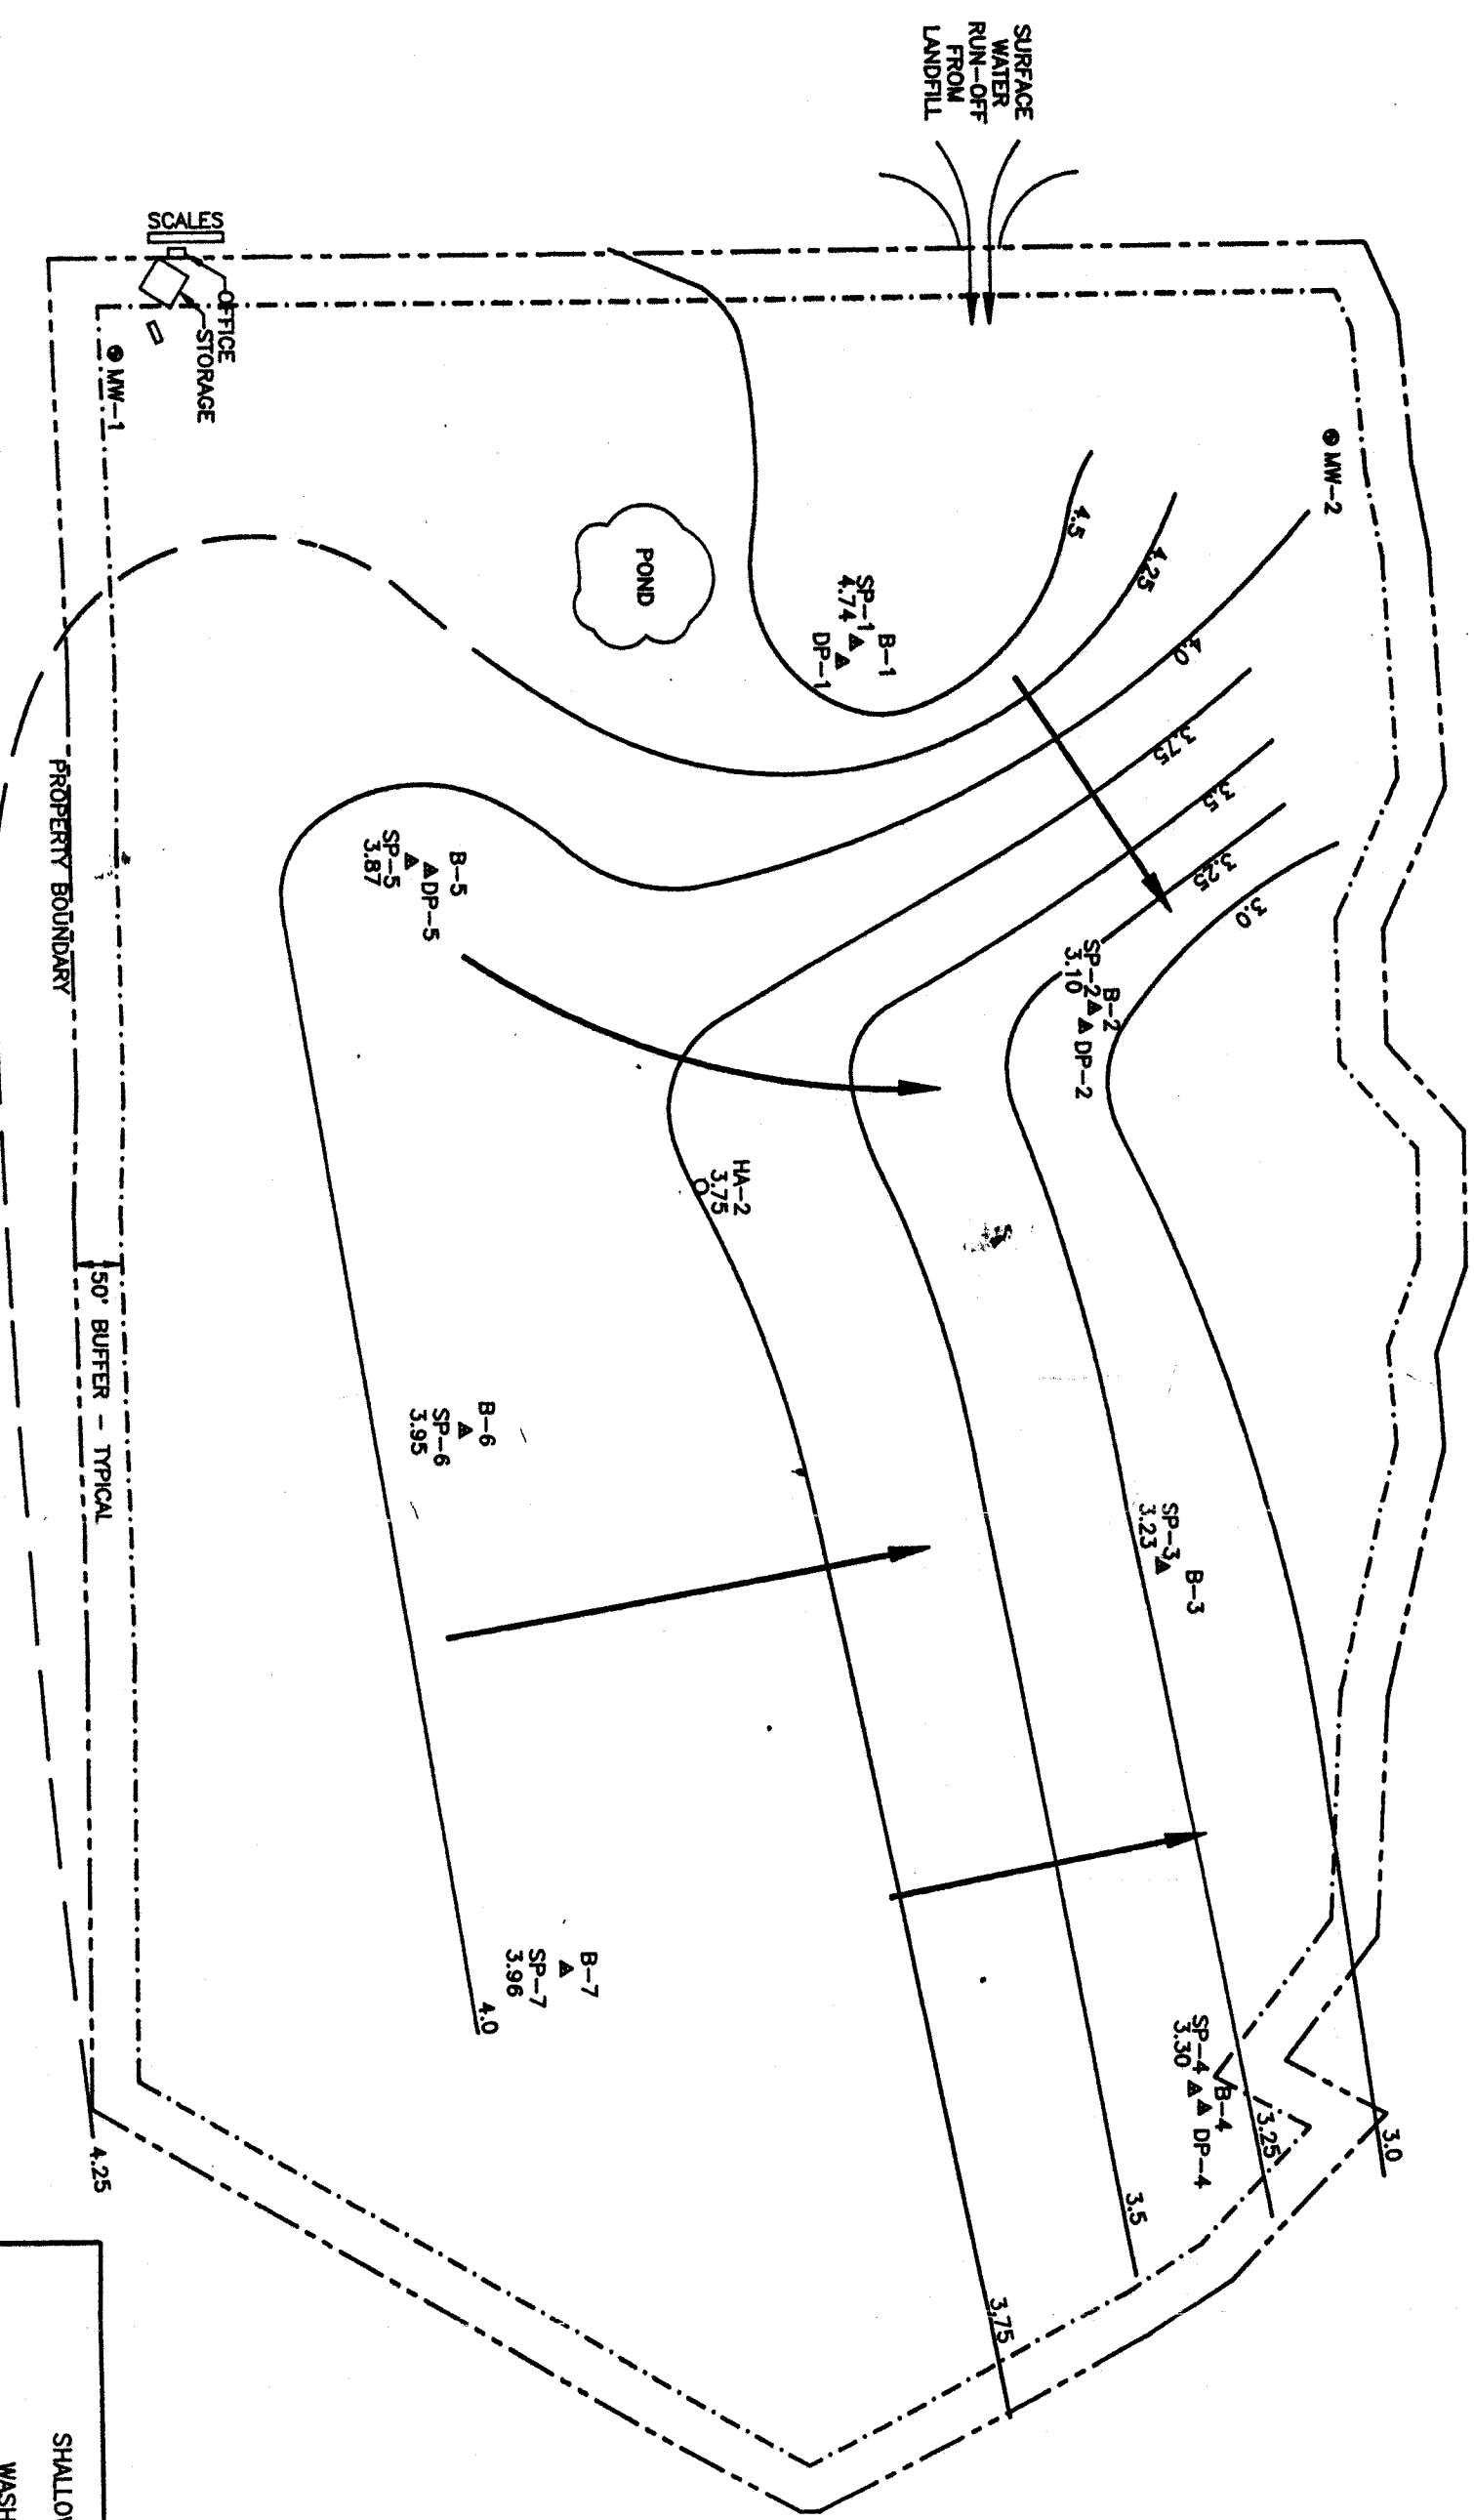 SURFACE
WATER
RUN-OFF
FROM
LANDFILL
SCALES
OFFICE
STORAGE
MW-1
MW-2
POND
4.5
4.25
4.0
3.75
3.5
3.25
3.0
B-1
SP-1
4.74
DP-1
B-2
SP-2
3.10
DP-2
B-5
DP-5
SP-5
3.87
HA-2
3.75
PROPERTY BOUNDARY
50' BUFFER - TYPICAL
B-6
SP-6
3.95
B-3
SP-3
3.23
B-7
SP-7
3.96
4.0
B-4
SP-4
3.30
DP-4
3.0
3.25
3.5
3.75
4.25
SHALLOW
WASH